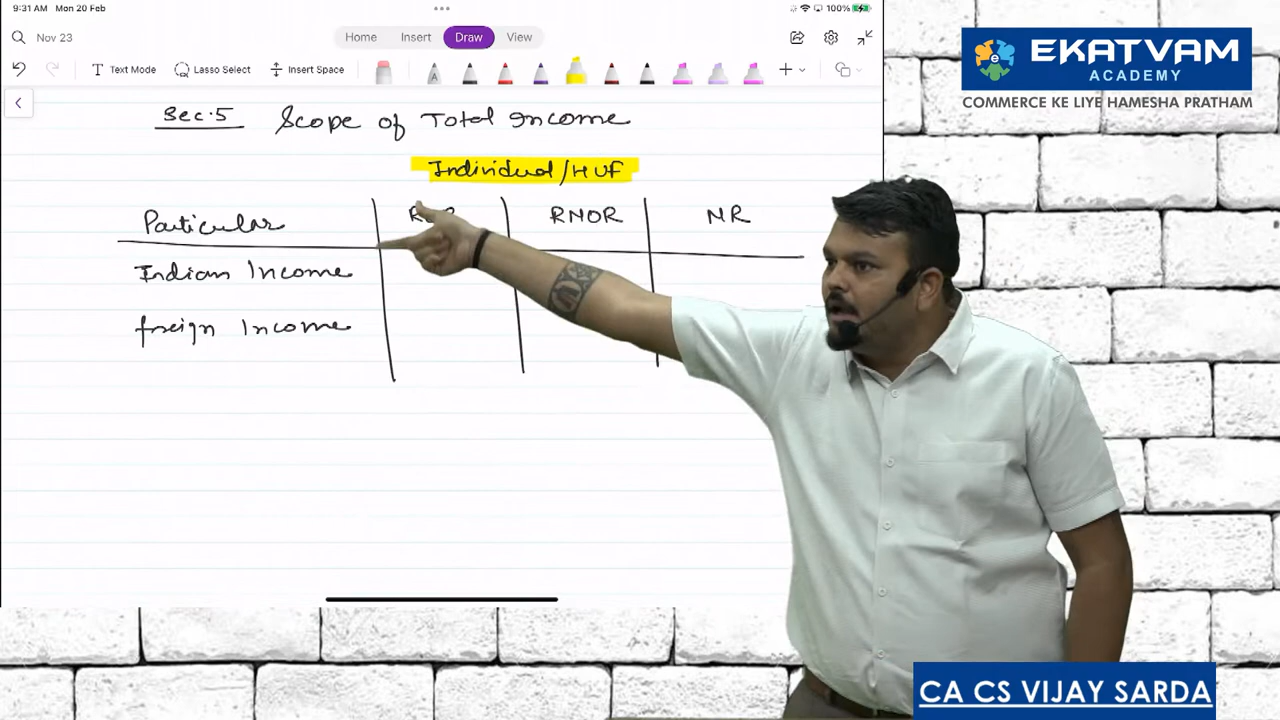 9:31 AM Mon 20 Feb
100%
Nov 23
Home Insert Draw View
Text Mode Lasso Select Insert Space
EKATVAM
ACADEMY
COMMERCE KE LIYE HAMESHA PRATHAM
Sec.5 Scope of Total Income
Individual/HUF
Particular RNOR NR
Indian Income
foreign Income
CA CS VIJAY SARDA